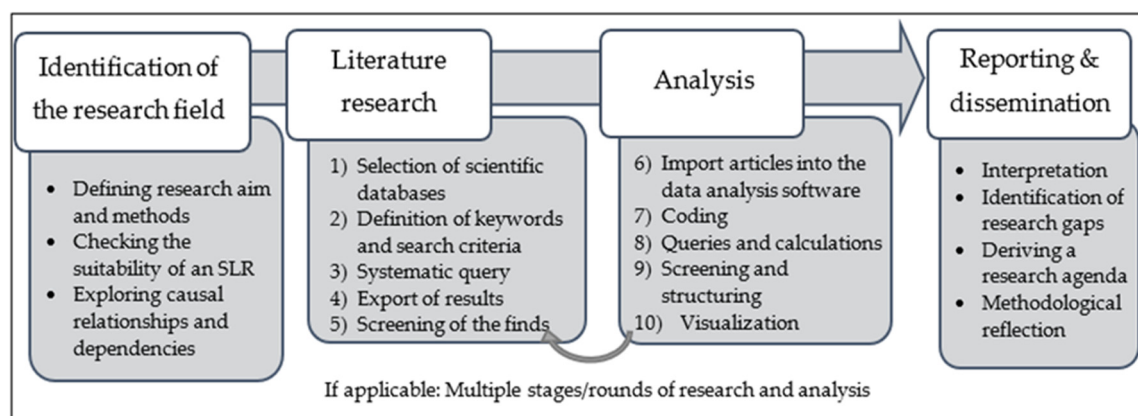 Identification of
the research field
• Defining research aim
and methods
• Checking the
suitability of an SLR
• Exploring causal
relationships and
dependencies
Literature
research
1) Selection of scientific
databases
2) Definition of keywords
and search criteria
3) Systematic query
4) Export of results
5) Screening of the finds
Analysis
6) Import articles into the
data analysis software
7) Coding
8) Queries and calculations
9) Screening and
structuring
10) Visualization
Reporting &
dissemination
• Interpretation
• Identification of
research gaps
• Deriving a
research agenda
• Methodological
reflection
If applicable: Multiple stages/rounds of research and analysis